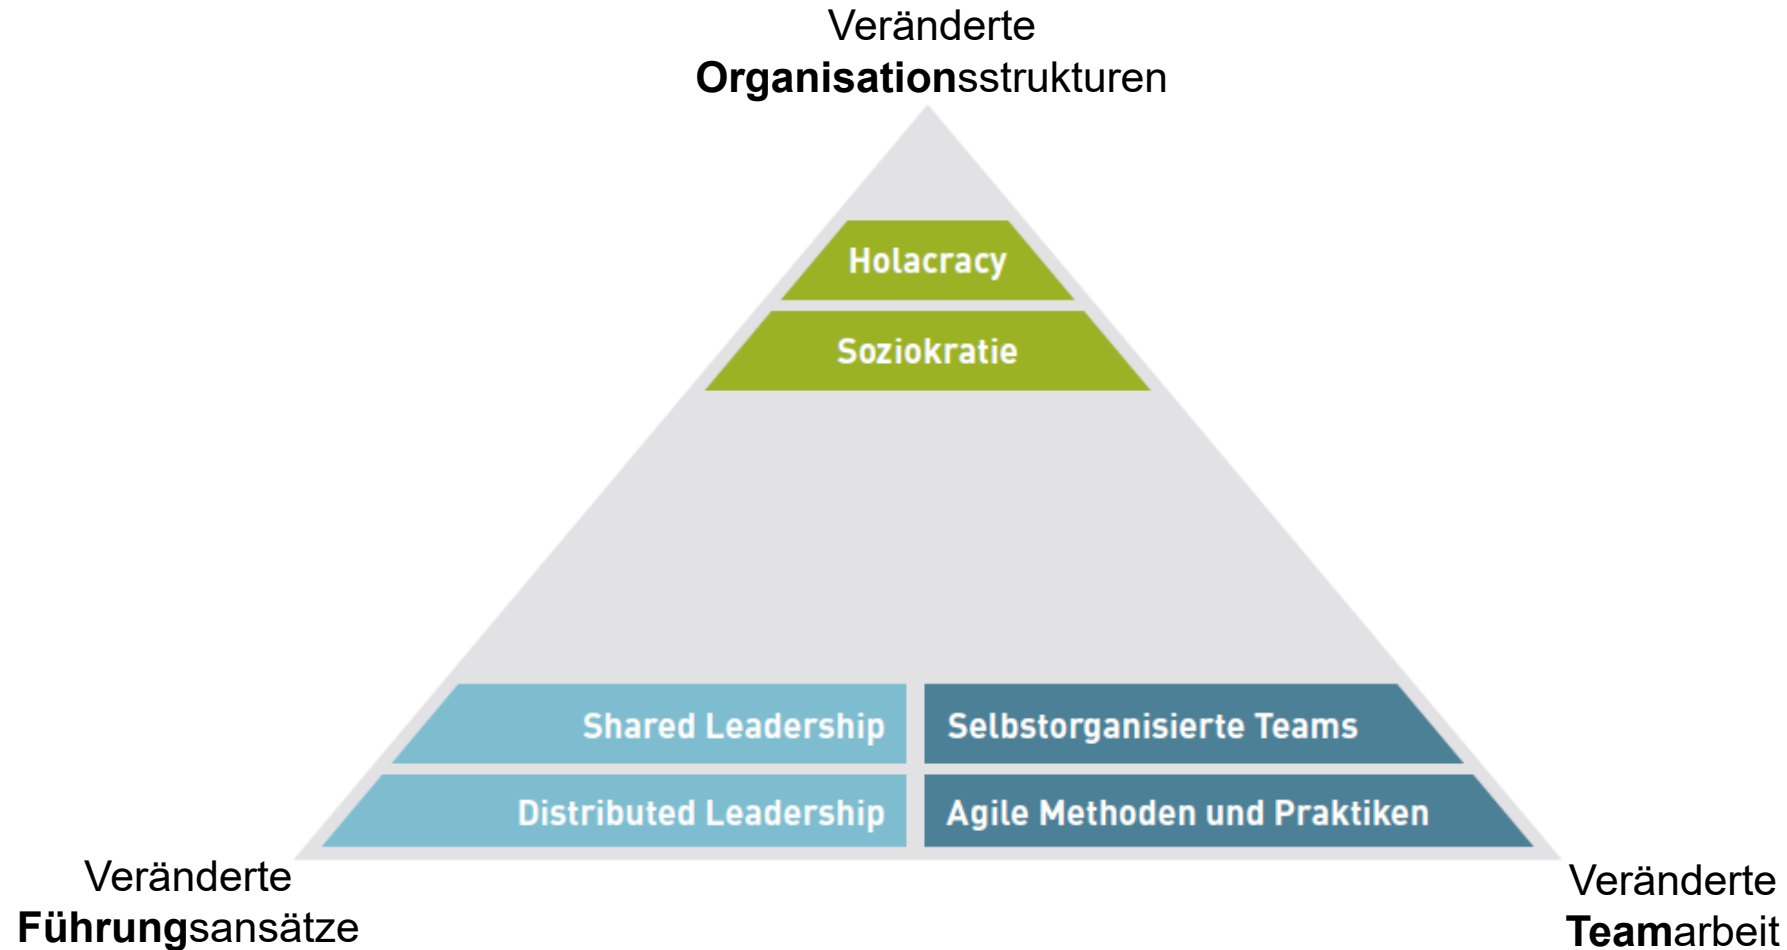 Veränderte
Organisationsstrukturen
Holacracy
Soziokratie
Shared Leadership
Selbstorganisierte Teams
Distributed Leadership
Agile Methoden und Praktiken
Veränderte
Führungsansätze
Veränderte
Teamarbeit